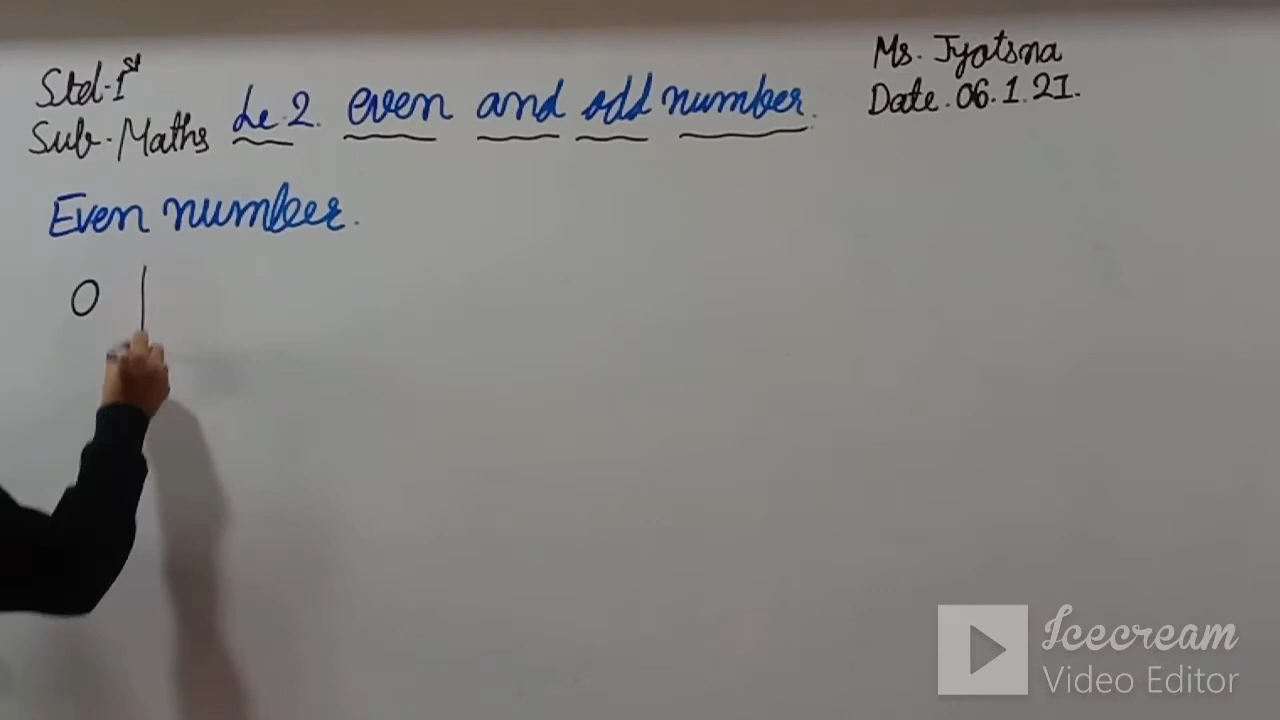 Std-1st
Sub-Maths
Le.2. even and odd number.
Ms. Jyotsna
Date.06.1.21.
Even number.
0
Icecream
Video Editor